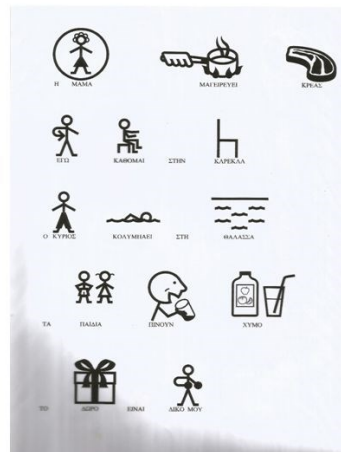 Η ΜΑΜΑ ΜΑΓΕΙΡΕΥΕΙ ΚΡΕΑΣ
ΕΓΩ ΚΑΘΟΜΑΙ ΣΤΗΝ ΚΑΡΕΚΛΑ
Ο ΚΥΡΙΟΣ ΚΟΛΥΜΠΑΕΙ ΣΤΗ ΘΑΛΑΣΣΑ
ΤΑ ΠΑΙΔΙΑ ΠΙΝΟΥΝ ΧΥΜΟ
ΤΟ ΔΩΡΟ ΕΙΝΑΙ ΔΙΚΟ ΜΟΥ